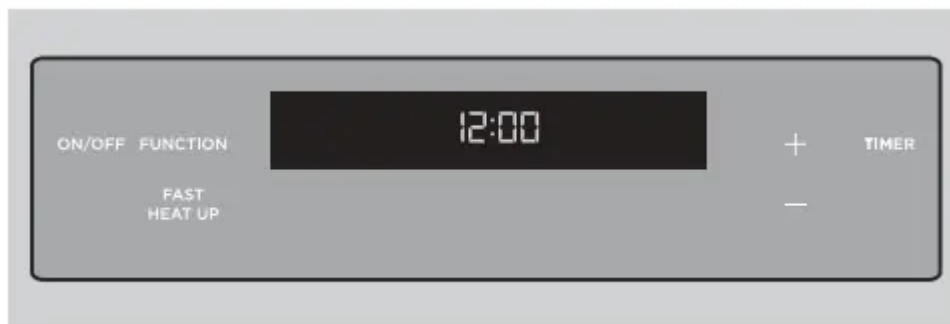 12:00
ON/OFF FUNCTION + TIMER
FAST
HEAT UP
—